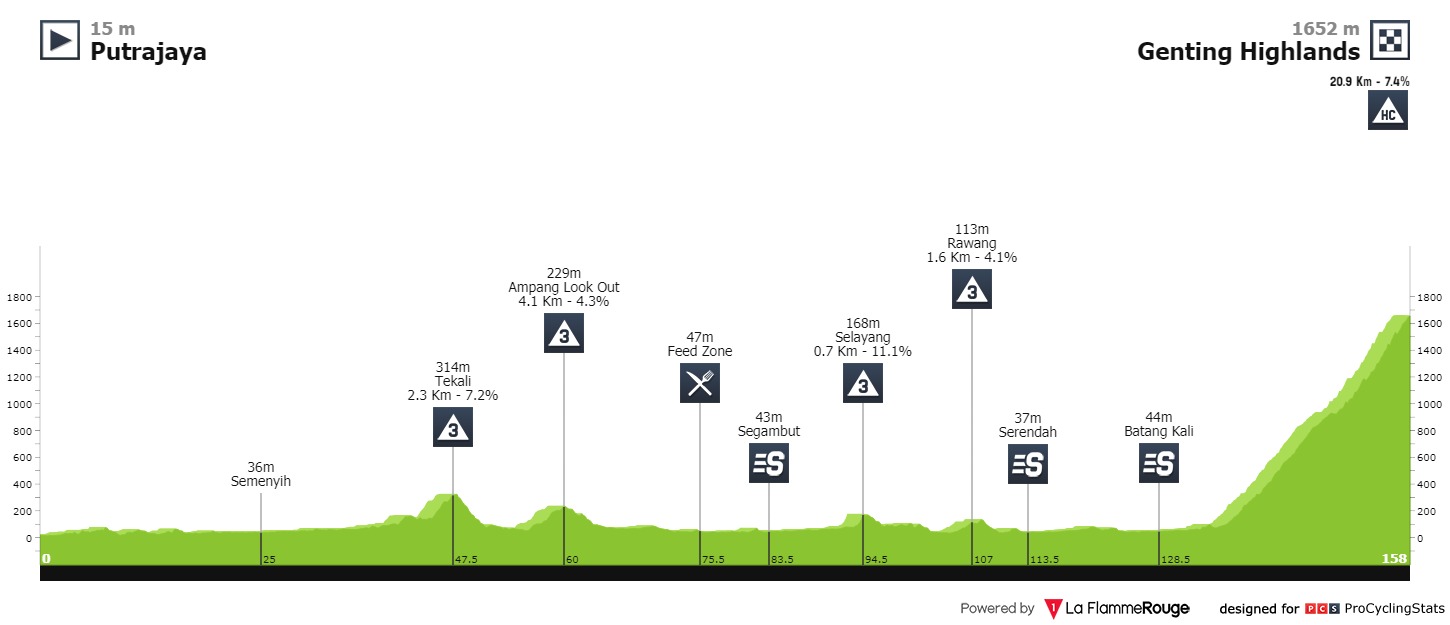 15 m
Putrajaya
1652 m
Genting Highlands
20.9 Km - 7.4%
HC
113m
Rawang
1.6 Km - 4.1%
3
229m
Ampang Look Out
4.1 Km - 4.3%
3
168m
Selayang
0.7 Km - 11.1%
3
47m
Feed Zone
314m
Tekali
2.3 Km - 7.2%
3
43m
Segambut
S
37m
Serendah
S
44m
Batang Kali
S
36m
Semenyih
1800
1600
1400
1200
1000
800
600
400
200
0
1800
1600
1400
1200
1000
800
600
400
200
0
0
25
47.5
60
75.5
83.5
94.5
107
113.5
128.5
158
Powered by 1 La FlammeRouge designed for PCS ProCyclingStats